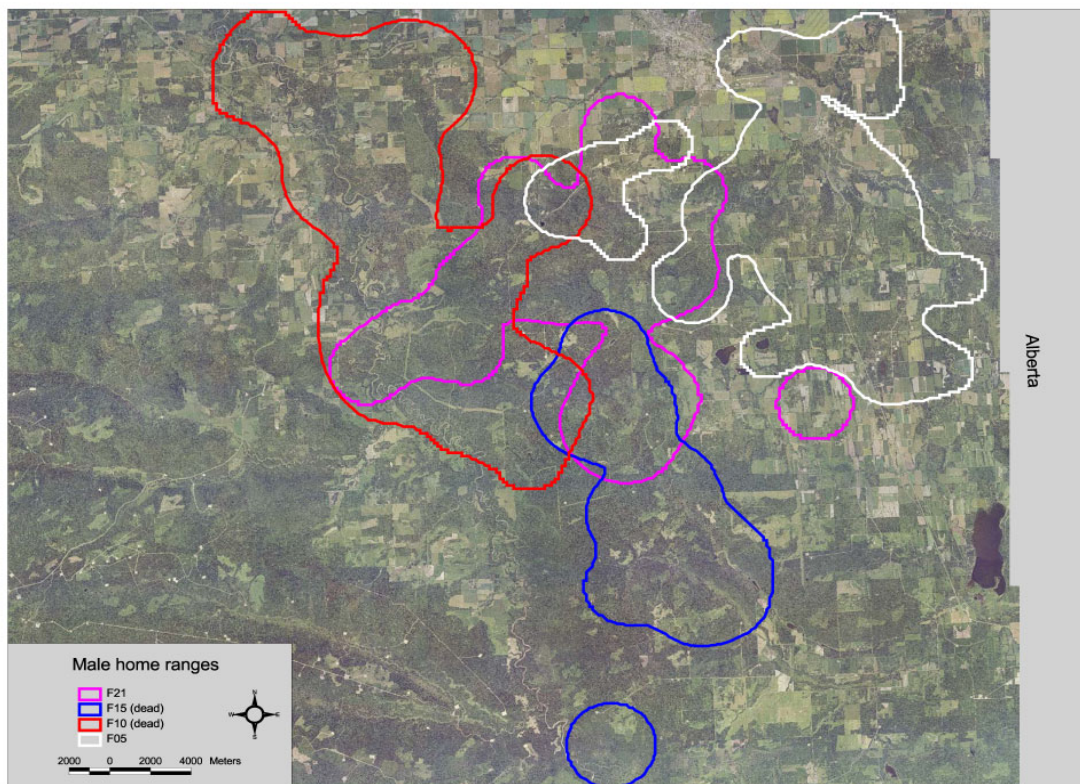 Alberta
Male home ranges
F21
F15 (dead)
F10 (dead)
F05
N
W E
S
2000 0 2000 4000 Meters